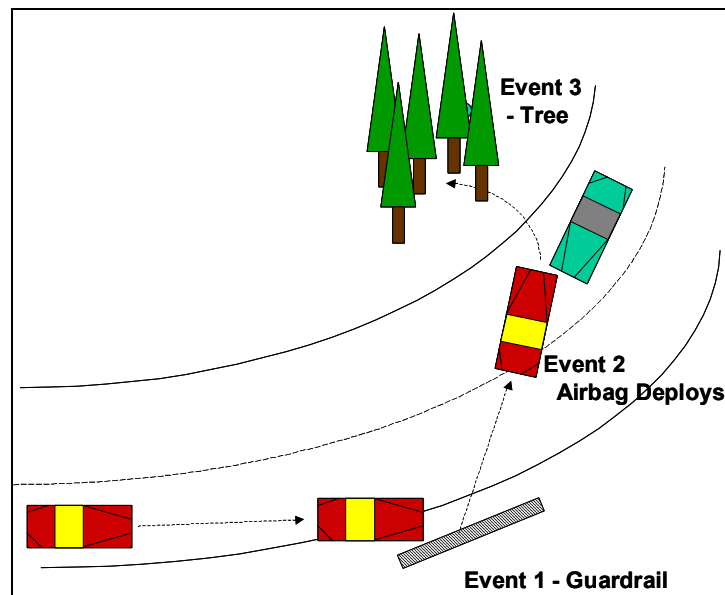 Event 3
- Tree
Event 2
Airbag Deploys
Event 1 - Guardrail